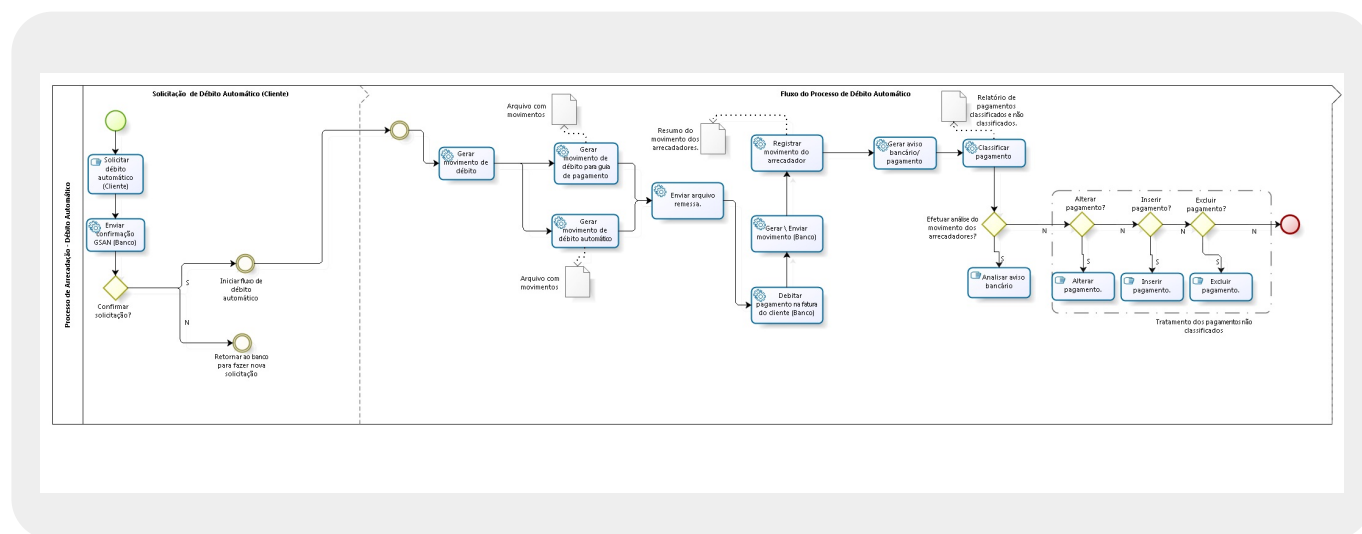 Processo de Arrecadação - Débito Automático
Solicitação de Débito Automático (Cliente)
Solicitar
débito
automático
(Cliente)
Enviar
confirmação
GSAN (Banco)
Confirmar
solicitação?
S
N
Iniciar fluxo de
débito
automático
Retornar ao banco
para fazer nova
solicitação
Fluxo do Processo de Débito Automático
Gerar
movimento de
débito
Arquivo com
movimentos
Gerar
movimento de
débito para guia
de pagamento
Gerar
movimento de
débito automático
Arquivo com
movimentos
Enviar arquivo
remessa.
Resumo do
movimento dos
arrecadadores.
Registrar
movimento do
arrecadador
Gerar \ Enviar
movimento (Banco)
Debitar
pagamento na fatura
do cliente (Banco)
Gerar aviso
bancário/
pagamento
Relatório de
pagamentos
classificados e não
classificados.
Classificar
pagamento
Efetuar análise do
movimento dos
arrecadadores?
S
N
Analisar aviso
bancário
Alterar
pagamento?
N
S
Alterar
pagamento.
Inserir
pagamento?
N
S
Inserir
pagamento.
Excluir
pagamento?
N
S
Excluir
pagamento.
Tratamento dos pagamentos não
classificados